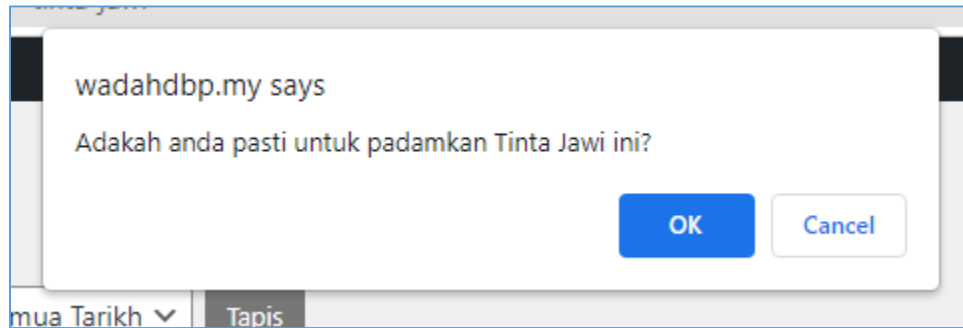 wadahdbp.my says
Adakah anda pasti untuk padamkan Tinta Jawi ini?
OK Cancel
mua Tarikh Tapis